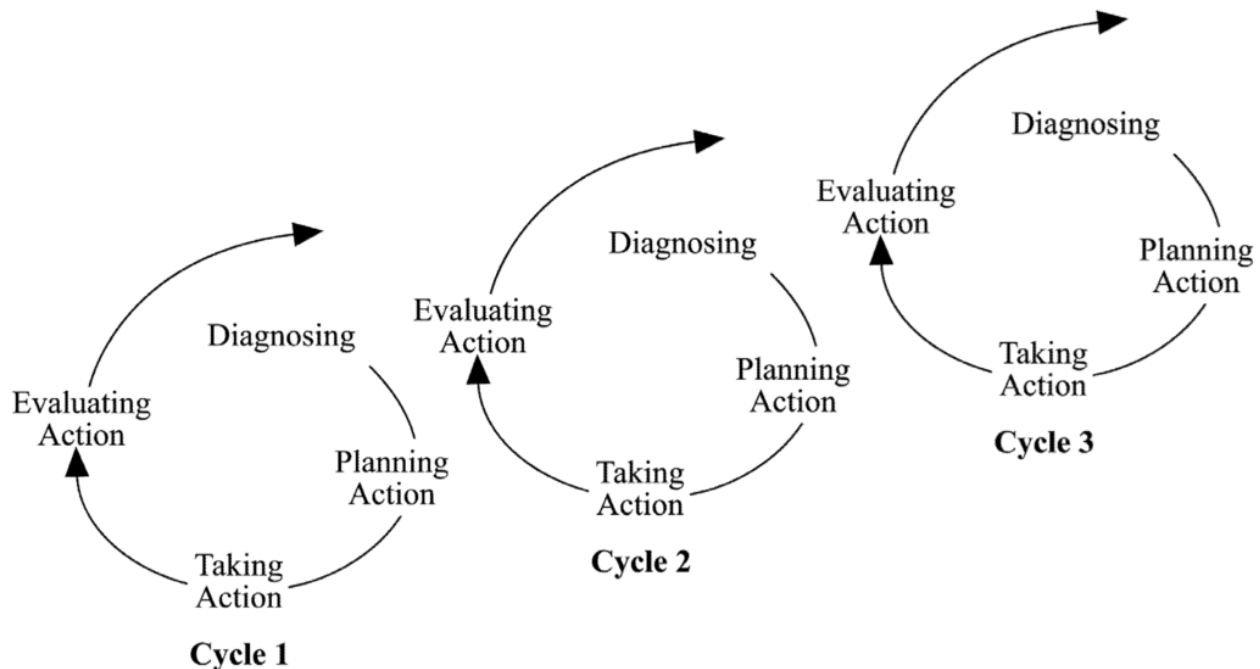 Diagnosing
Planning
Action
Taking
Action
Evaluating
Action
Cycle 1
Diagnosing
Planning
Action
Taking
Action
Evaluating
Action
Cycle 2
Diagnosing
Planning
Action
Taking
Action
Evaluating
Action
Cycle 3